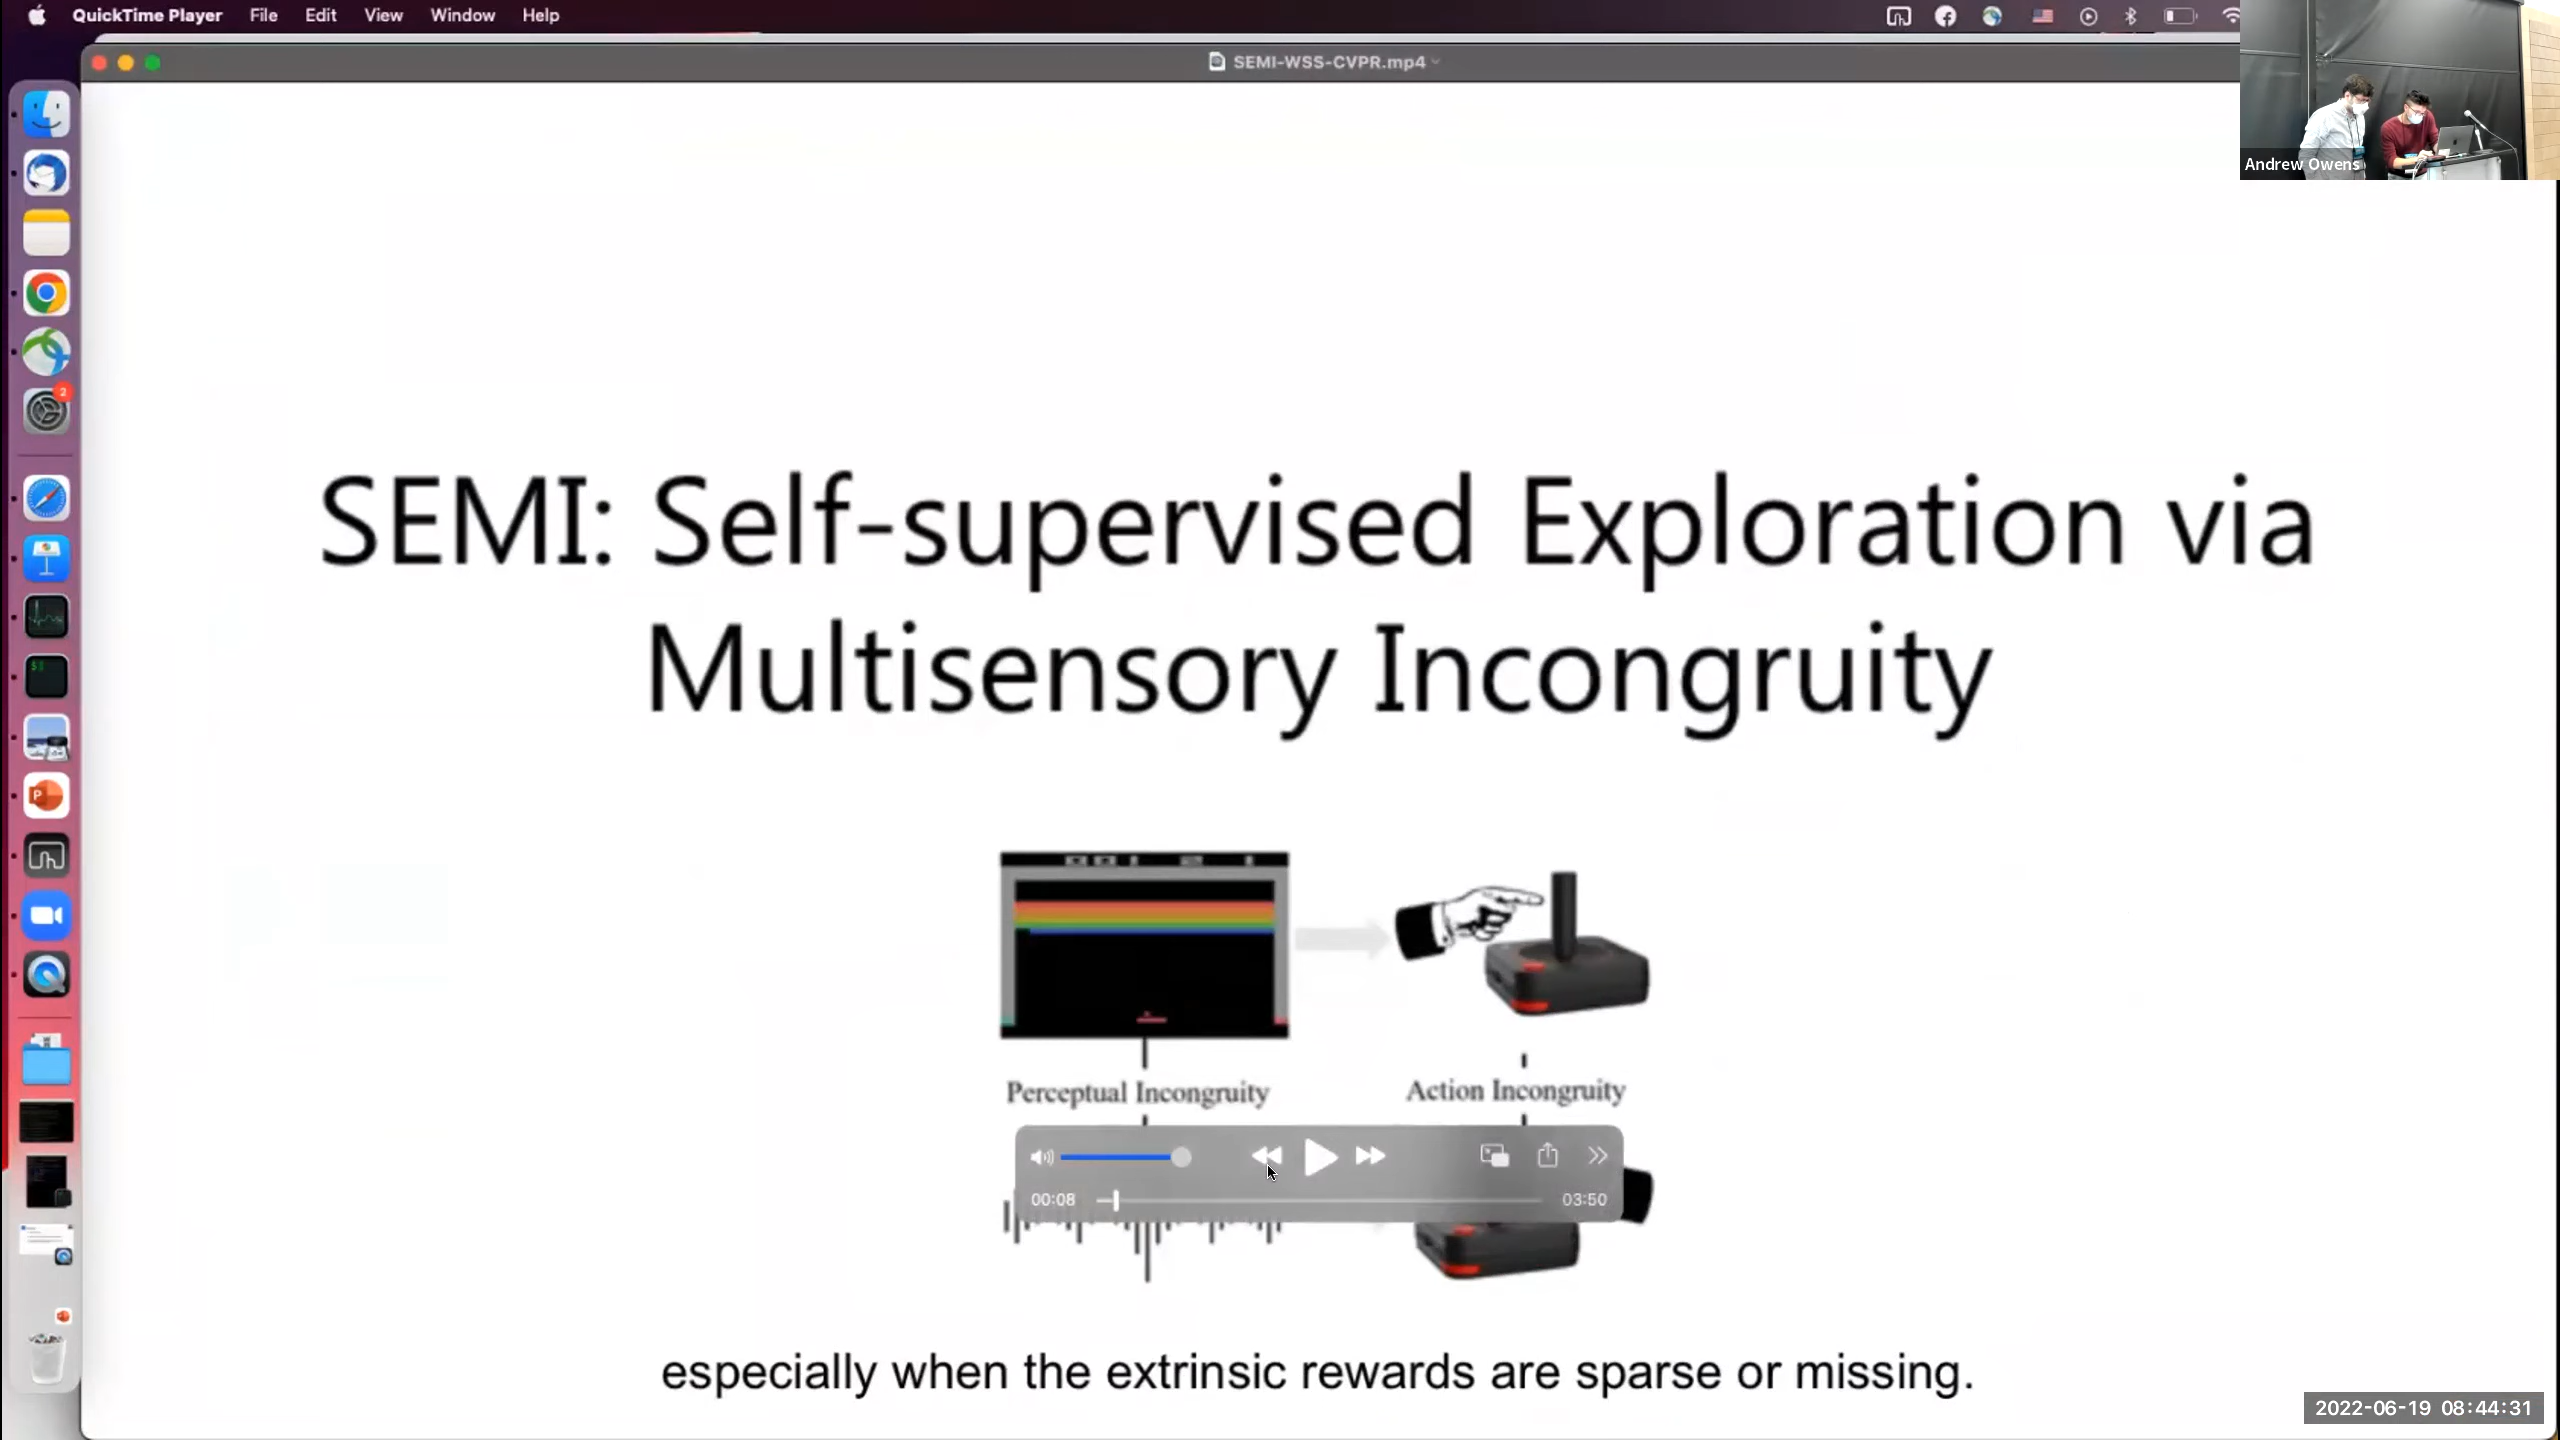 QuickTime Player File Edit View Window Help
SEMI-WSS-CVPR.mp4
Andrew Owens
2
SEMI: Self-supervised Exploration via
Multisensory Incongruity
Perceptual Incongruity
Action Incongruity
00:08
03:50
especially when the extrinsic rewards are sparse or missing.
2022-06-19 08:44:31